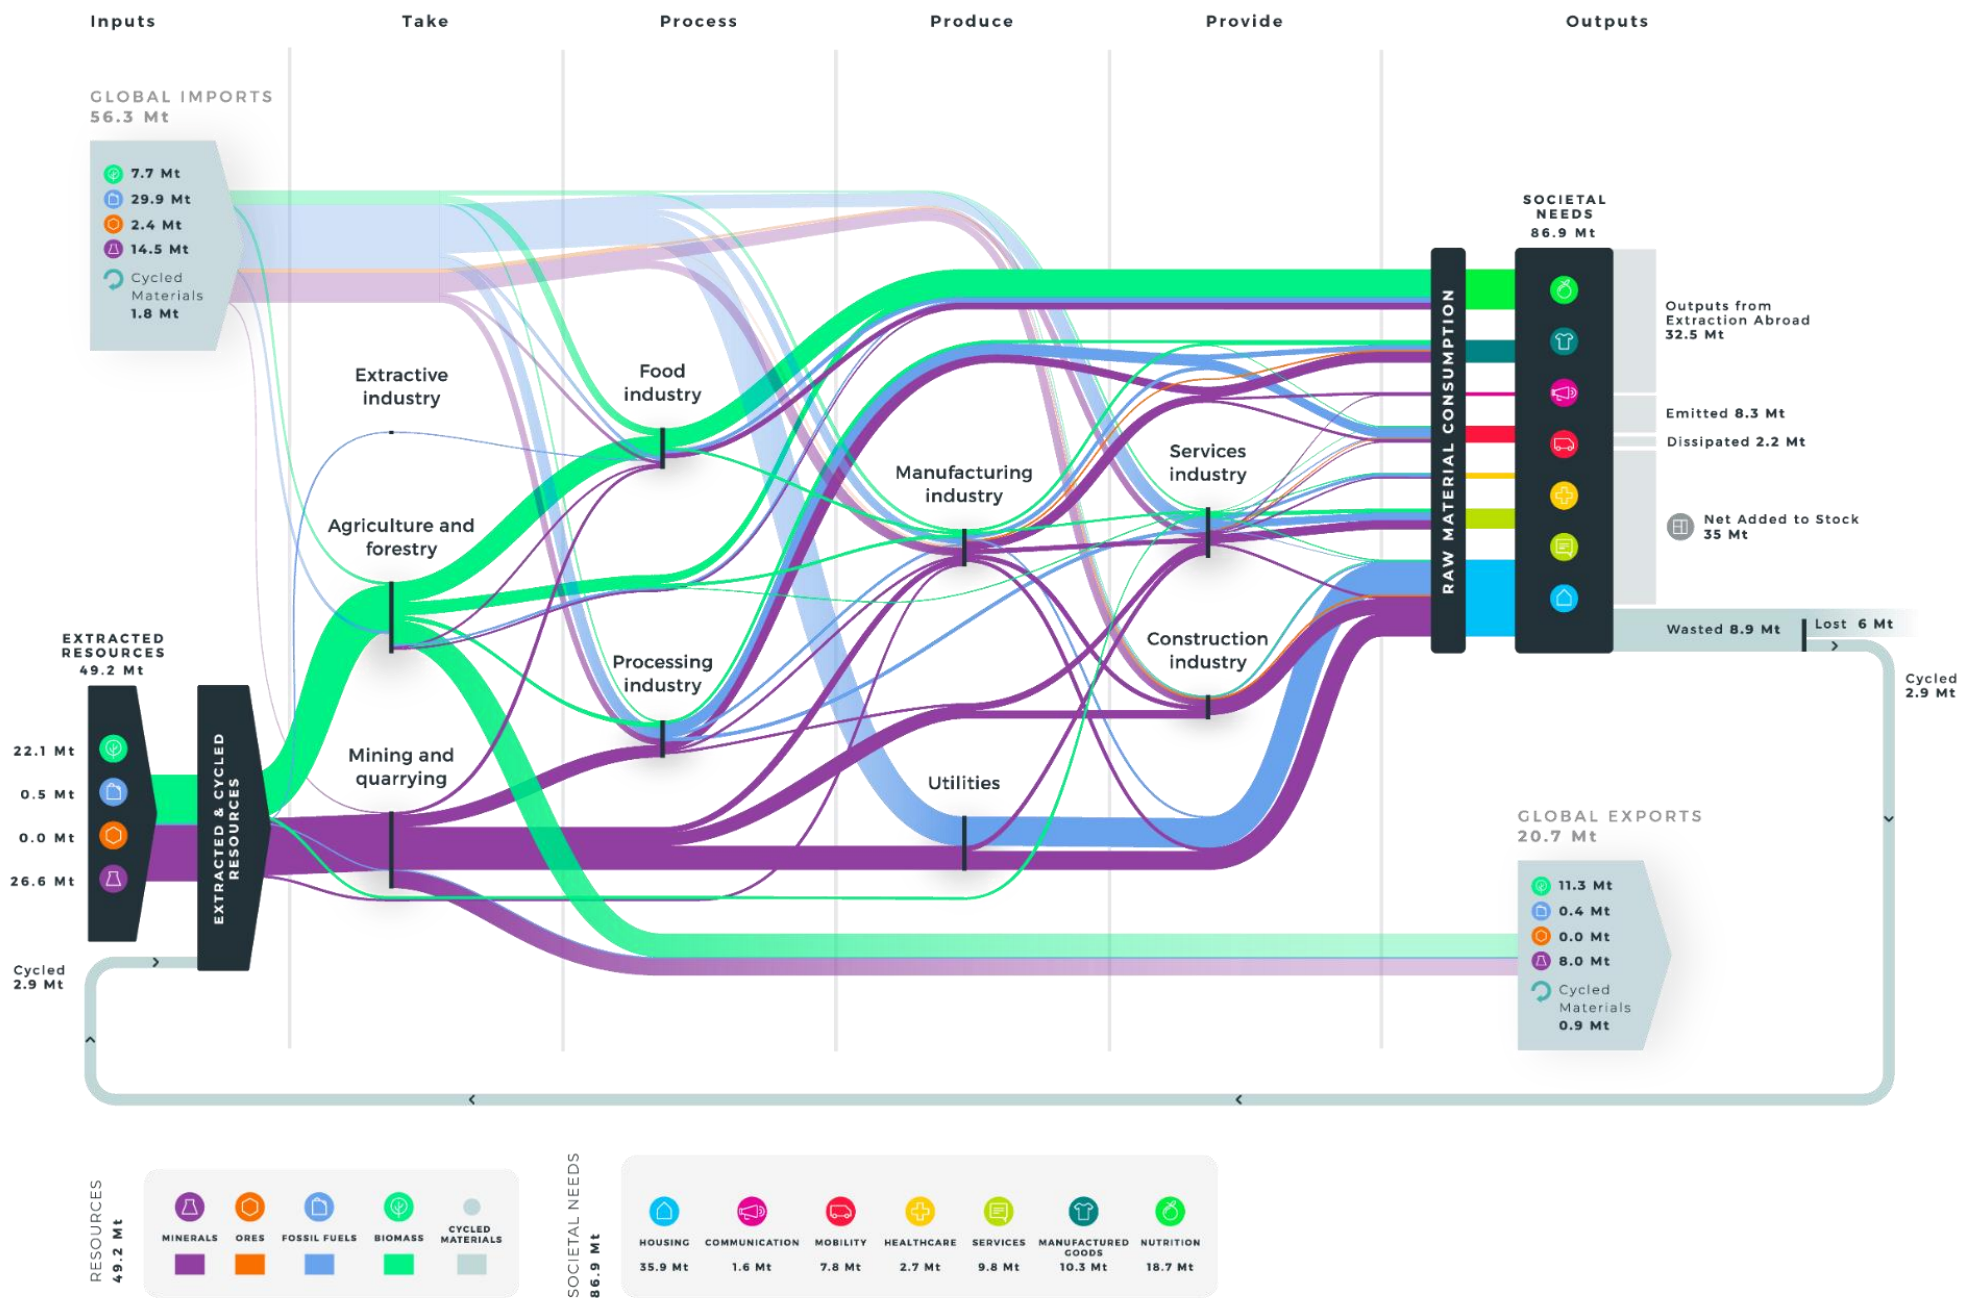 Inputs
Take
Process
Produce
Provide
Outputs
GLOBAL IMPORTS
56.3 Mt
7.7 Mt
29.9 Mt
2.4 Mt
14.5 Mt
Cycled
Materials
1.8 Mt
Extractive
industry
Food
industry
Agriculture and
forestry
Manufacturing
industry
Services
industry
Processing
industry
Construction
industry
Mining and
quarrying
Utilities
EXTRACTED
RESOURCES
49.2 Mt
22.1 Mt
0.5 Mt
0.0 Mt
26.6 Mt
EXTRACTED & CYCLED
RESOURCES
Cycled
2.9 Mt
RAW MATERIAL CONSUMPTION
SOCIETAL
NEEDS
86.9 Mt
Outputs from
Extraction Abroad
32.5 Mt
Emitted 8.3 Mt
Dissipated 2.2 Mt
Net Added to Stock
35 Mt
Wasted 8.9 Mt
Lost 6 Mt
Cycled
2.9 Mt
GLOBAL EXPORTS
20.7 Mt
11.3 Mt
0.4 Mt
0.0 Mt
8.0 Mt
Cycled
Materials
0.9 Mt
RESOURCES
49.2 Mt
MINERALS
ORES
FOSSIL FUELS
BIOMASS
CYCLED
MATERIALS
SOCIETAL NEEDS
86.9 Mt
HOUSING
35.9 Mt
COMMUNICATION
1.6 Mt
MOBILITY
7.8 Mt
HEALTHCARE
2.7 Mt
SERVICES
9.8 Mt
MANUFACTURED
GOODS
10.3 Mt
NUTRITION
18.7 Mt